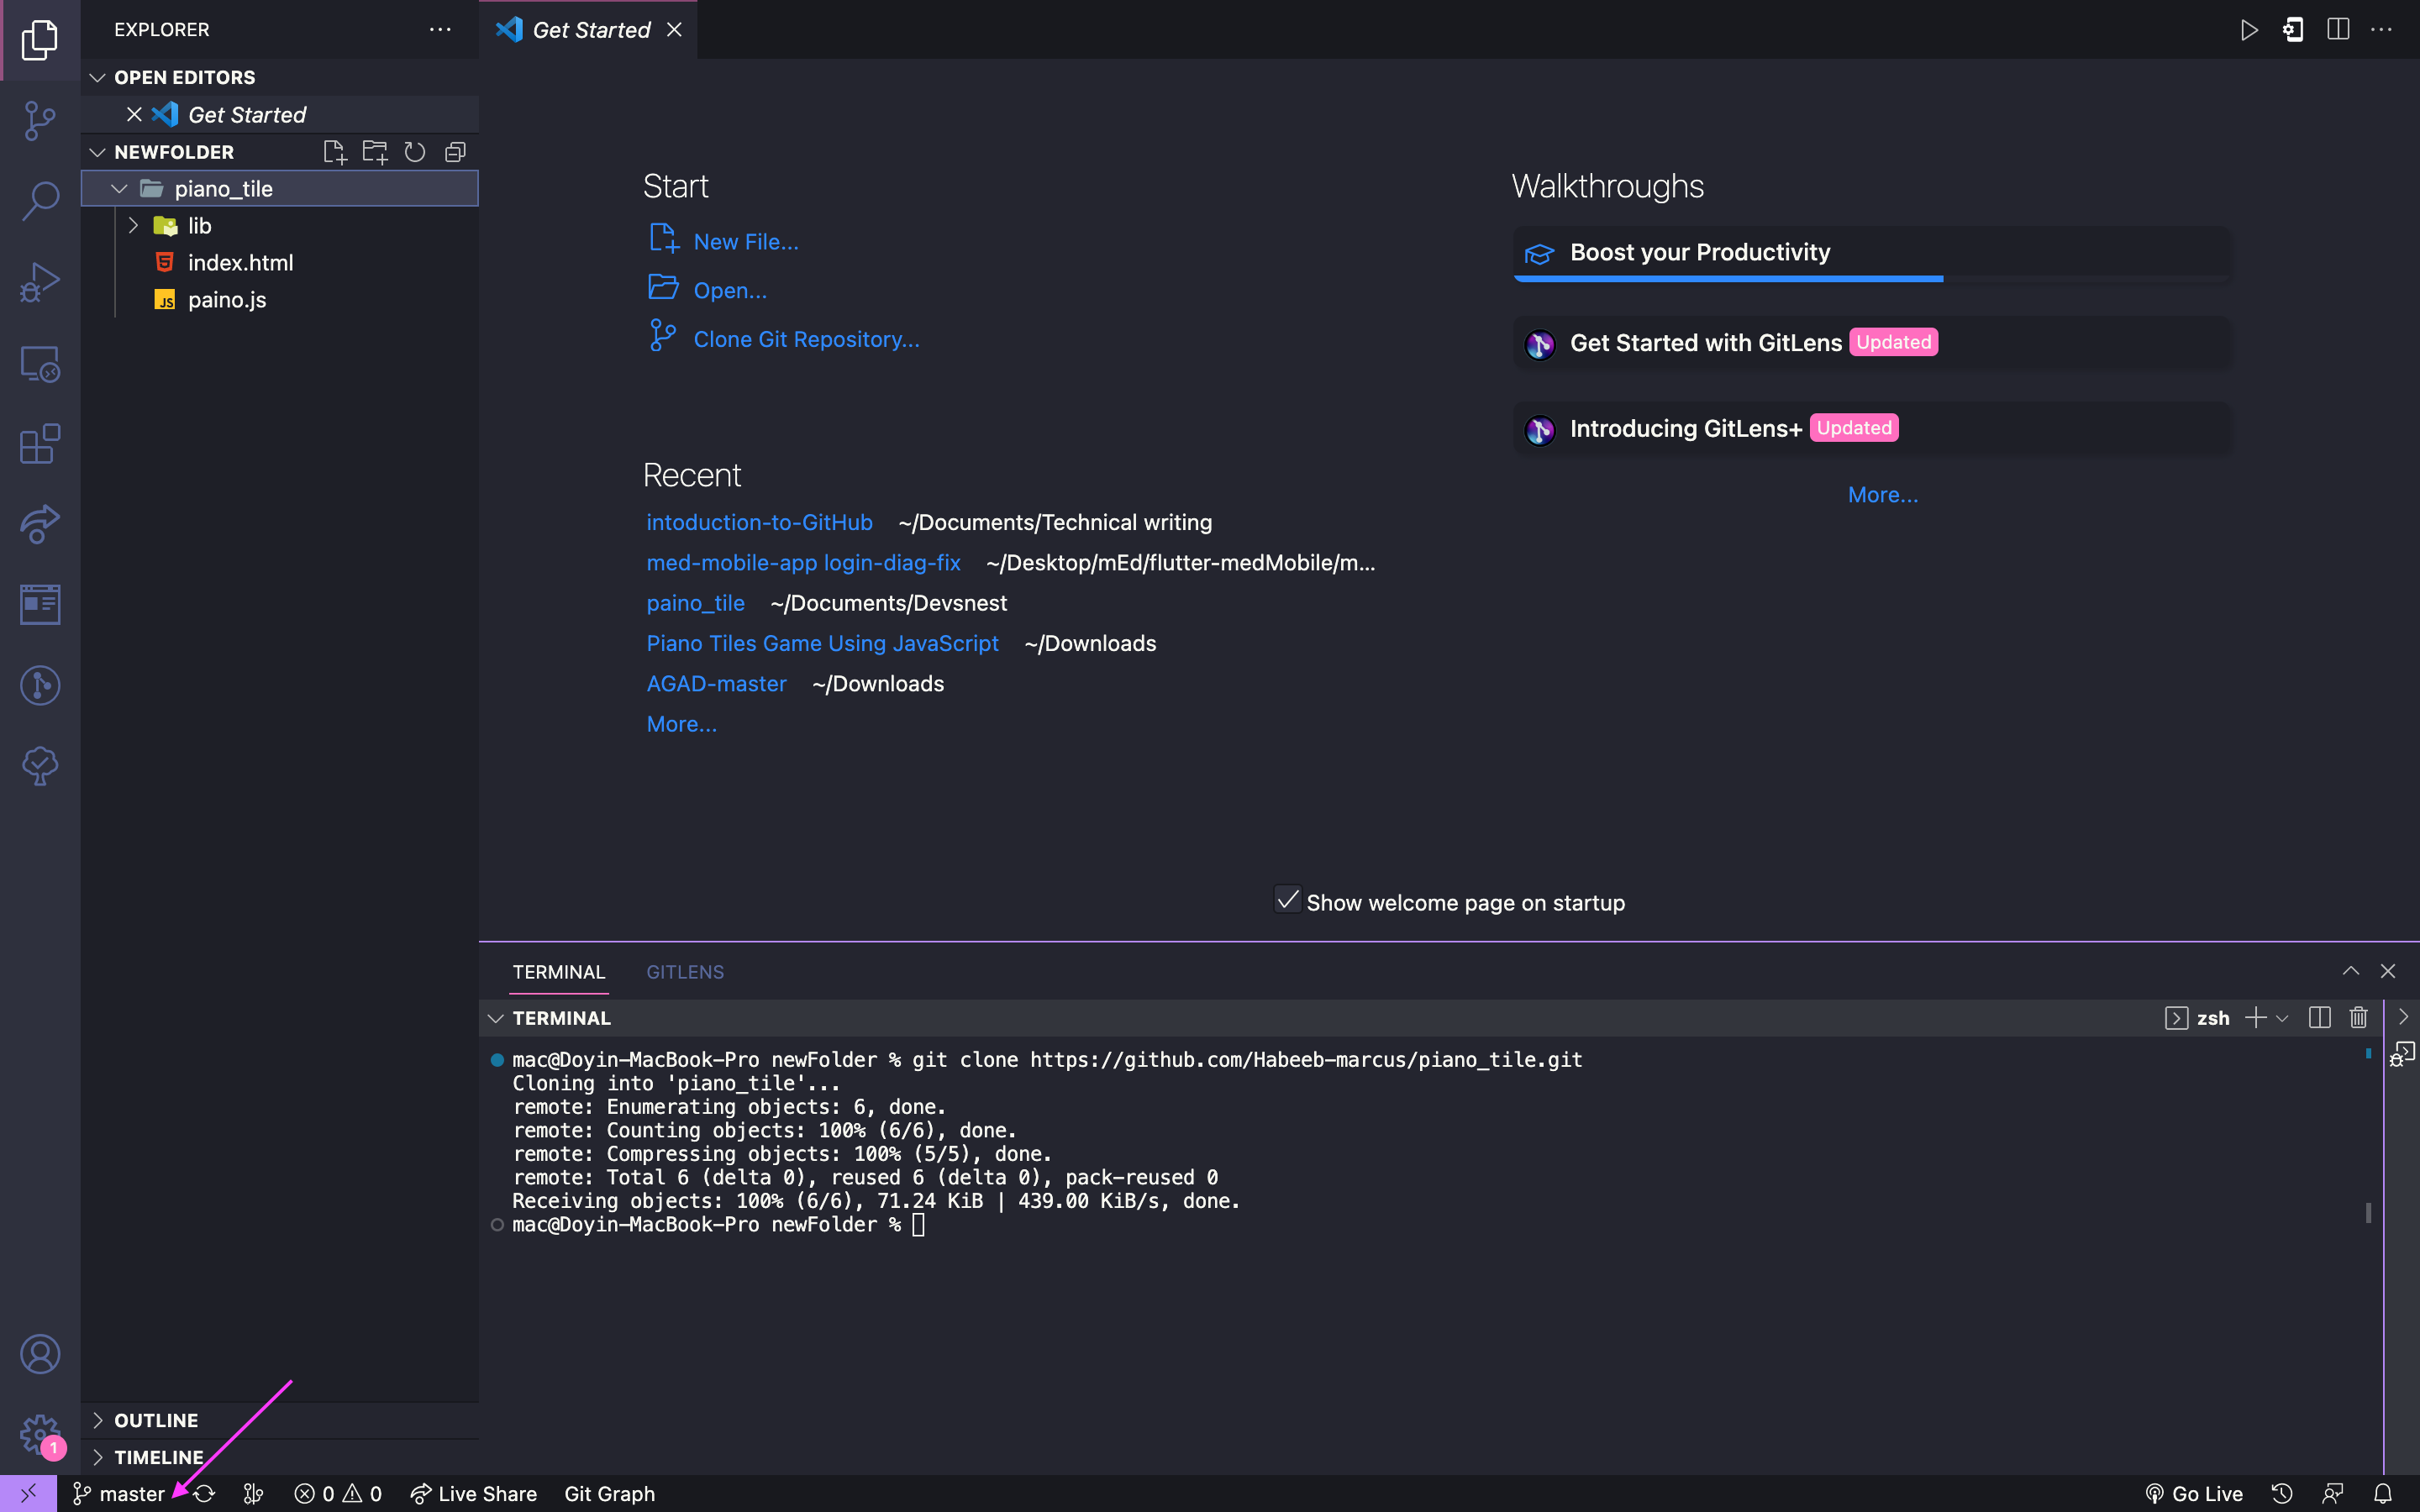 EXPLORER
Get Started
OPEN EDITORS
Get Started
NEWFOLDER
piano_tile
lib
index.html
JS paino.js
OUTLINE
TIMELINE
Start
New File...
Open...
Clone Git Repository...
Recent
intoduction-to-GitHub ~/Documents/Technical writing
med-mobile-app login-diag-fix ~/Desktop/mEd/flutter-medMobile/m...
paino_tile ~/Documents/Devsnest
Piano Tiles Game Using JavaScript ~/Downloads
AGAD-master ~/Downloads
More...
Walkthroughs
Boost your Productivity
Get Started with GitLens Updated
Introducing GitLens+ Updated
More...
Show welcome page on startup
TERMINAL GITLENS
TERMINAL zsh
mac@Doyin-MacBook-Pro newFolder % git clone https://github.com/Habeeb-marcus/piano_tile.git
Cloning into 'piano_tile'...
remote: Enumerating objects: 6, done.
remote: Counting objects: 100% (6/6), done.
remote: Compressing objects: 100% (5/5), done.
remote: Total 6 (delta 0), reused 6 (delta 0), pack-reused 0
Receiving objects: 100% (6/6), 71.24 KiB | 439.00 KiB/s, done.
mac@Doyin-MacBook-Pro newFolder %
1
master 0 0 Live Share Git Graph Go Live